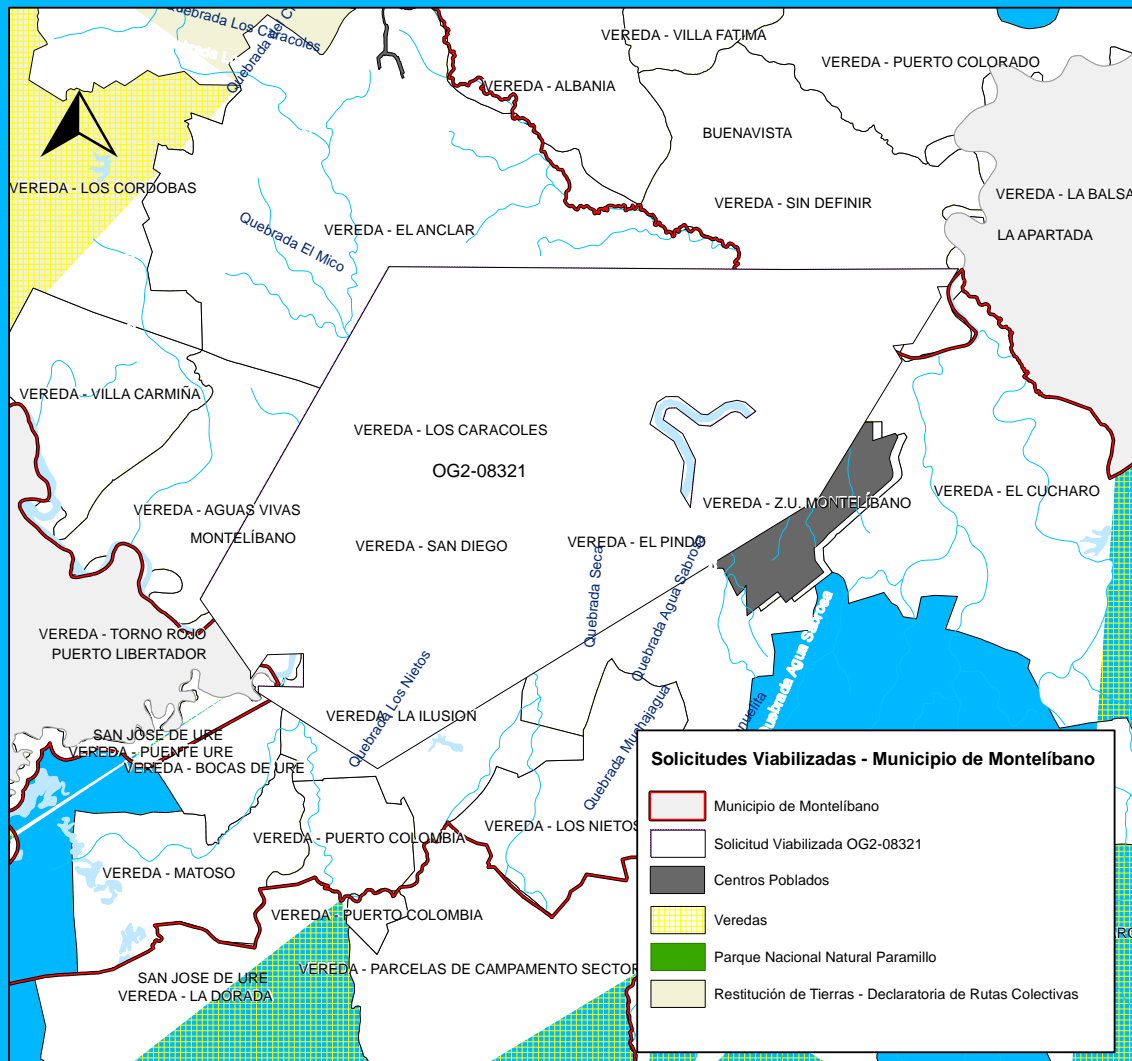 Quebrada Los Caracoles
VEREDA - VILLA FATIMA
VEREDA - PUERTO COLORADO
VEREDA - ALBANIA
BUENAVISTA
VEREDA - LOS CORDOBAS
VEREDA - LA BALSA
VEREDA - SIN DEFINIR
Quebrada El Mico
VEREDA - EL ANCLAR
LA APARTADA
VEREDA - VILLA CARMIÑA
VEREDA - LOS CARACOLES
OG2-08321
VEREDA - EL CUCHARO
VEREDA - Z.U. MONTELÍBANO
VEREDA - AGUAS VIVAS
MONTELÍBANO
VEREDA - SAN DIEGO
VEREDA - EL PINDO
Quebrada Seca
Quebrada Agua Sabrosa
Quebrada Agua Sabrosa
VEREDA - TORNO ROJO
PUERTO LIBERTADOR
Quebrada Los Nietos
Quebrada Muchajagua
VEREDA - LA ILUSION
SAN JOSE DE URE
VEREDA - PUENTE URE
VEREDA - BOCAS DE URE
VEREDA - PUERTO COLOMBIA
VEREDA - LOS NIETOS
VEREDA - MATOSO
VEREDA - PUERTO COLOMBIA
VEREDA - PARCELAS DE CAMPAMENTO SECTOR
SAN JOSE DE URE
VEREDA - LA DORADA
Solicitudes Viabilizadas - Municipio de Montelíbano
Municipio de Montelíbano
Solicitud Viabilizada OG2-08321
Centros Poblados
Veredas
Parque Nacional Natural Paramillo
Restitución de Tierras - Declaratoria de Rutas Colectivas